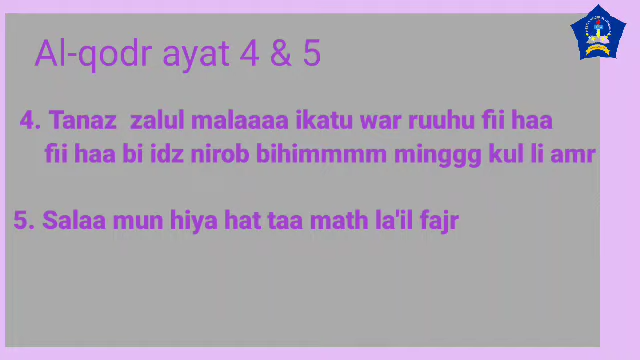 Al-qodr ayat 4 & 5
4. Tanaz zalul malaaaa ikatu war ruuhu fii haa
fii haa bi idz nirob bihimmmm minggg kul li amr
5. Salaa mun hiya hat taa math la'il fajr